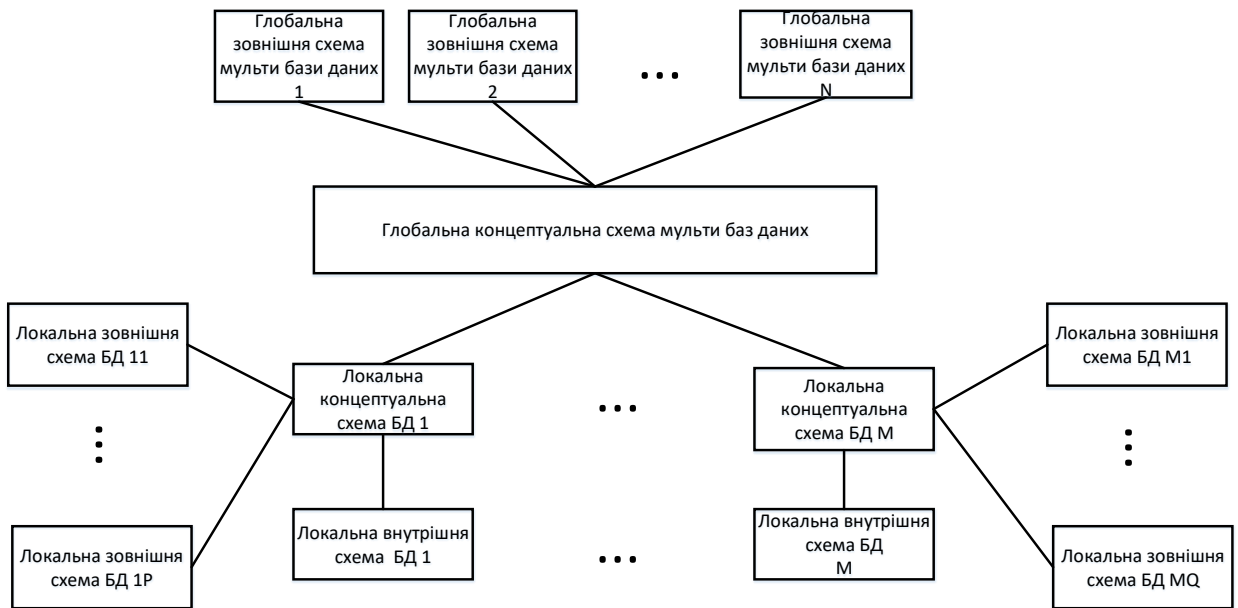 Глобальна
зовнішня схема
мульти бази даних
1
Глобальна
зовнішня схема
мульти бази даних
2
...
Глобальна
зовнішня схема
мульти бази даних
N
Глобальна концептуальна схема мульти баз даних
Локальна зовнішня
схема БД 11
Локальна
концептуальна
схема БД 1
...
Локальна
концептуальна
схема БД M
Локальна зовнішня
схема БД M1
...
...
Локальна зовнішня
схема БД 1P
Локальна внутрішня
схема БД 1
...
Локальна внутрішня
схема БД
M
Локальна зовнішня
схема БД MQ